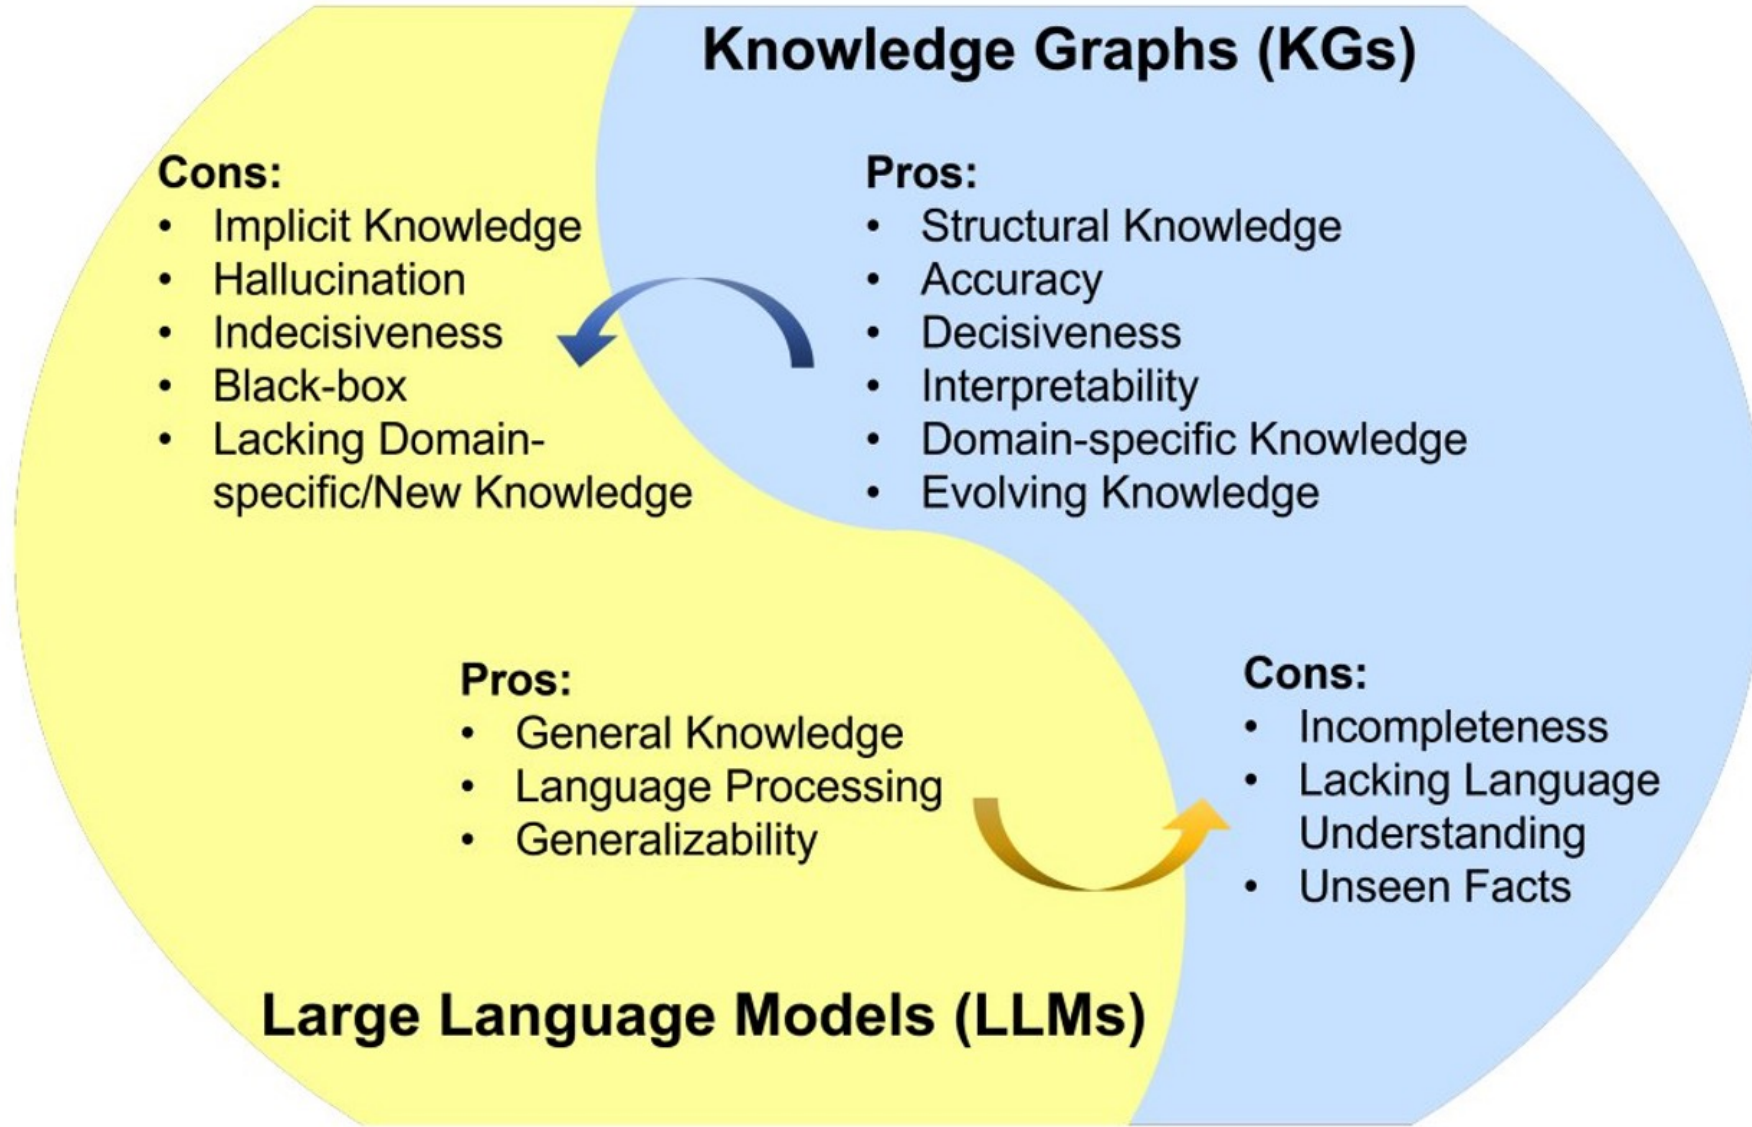 Knowledge Graphs (KGs)
Cons:
• Implicit Knowledge
• Hallucination
• Indecisiveness
• Black-box
• Lacking Domain-
specific/New Knowledge
Pros:
• Structural Knowledge
• Accuracy
• Decisiveness
• Interpretability
• Domain-specific Knowledge
• Evolving Knowledge
Pros:
• General Knowledge
• Language Processing
• Generalizability
Cons:
• Incompleteness
• Lacking Language
Understanding
• Unseen Facts
Large Language Models (LLMs)